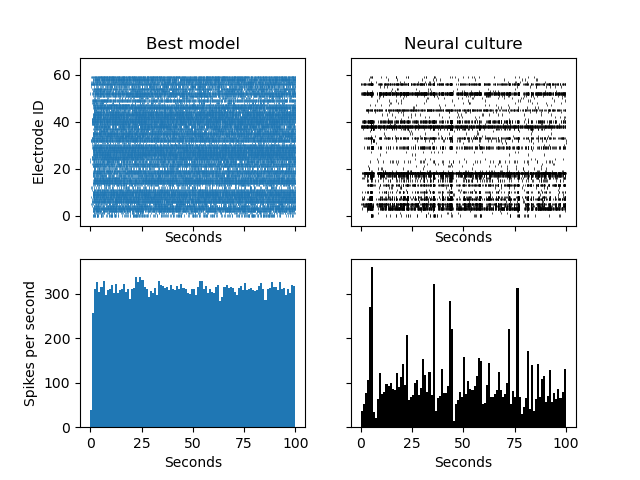 Best model
Neural culture
Electrode ID
60
40
20
0
Seconds
Seconds
Spikes per second
300
200
100
0
0 25 50 75 100
0 25 50 75 100
Seconds
Seconds